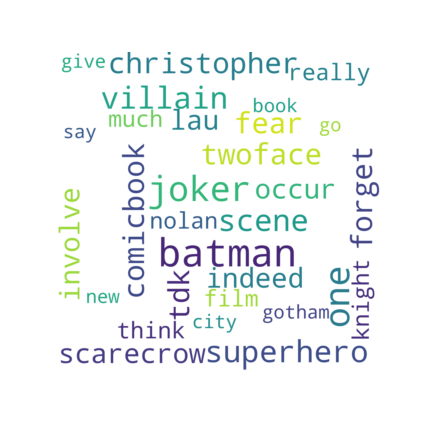 give christopher really
villain book
say much lau fear go
twoface
joker occur
involve comicbook nolan scene forget
batman
tdk indeed one knight
new film
think city gotham
scarecrow superhero